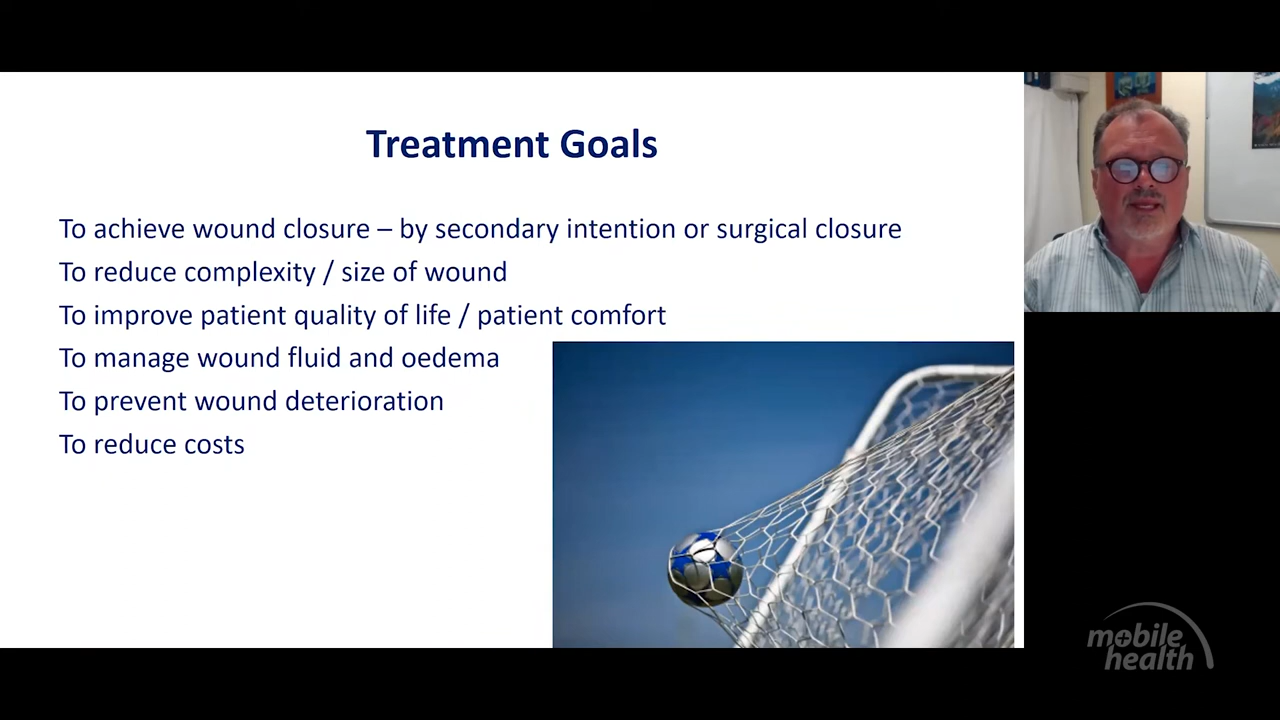 Treatment Goals
To achieve wound closure – by secondary intention or surgical closure
To reduce complexity / size of wound
To improve patient quality of life / patient comfort
To manage wound fluid and oedema
To prevent wound deterioration
To reduce costs
mobile
health